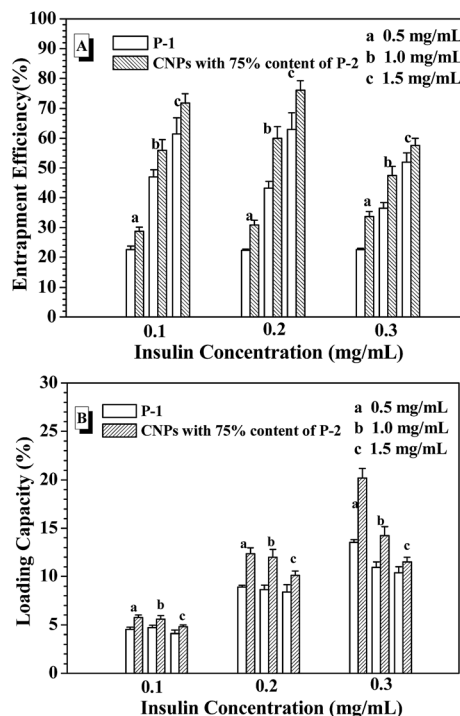 100
90
80
70
60
50
40
30
20
10
0
Entrapment Efficiency(%)
A
P-1
CNPs with 75% content of P-2
a 0.5 mg/mL
b 1.0 mg/mL
c 1.5 mg/mL
a b c a b c a b c
0.1 0.2 0.3
Insulin Concentration (mg/mL)
30
25
20
15
10
5
0
Loading Capacity (%)
B
P-1
CNPs with 75% content of P-2
a 0.5 mg/mL
b 1.0 mg/mL
c 1.5 mg/mL
a b c a b c a b c
0.1 0.2 0.3
Insulin Concentration (mg/mL)